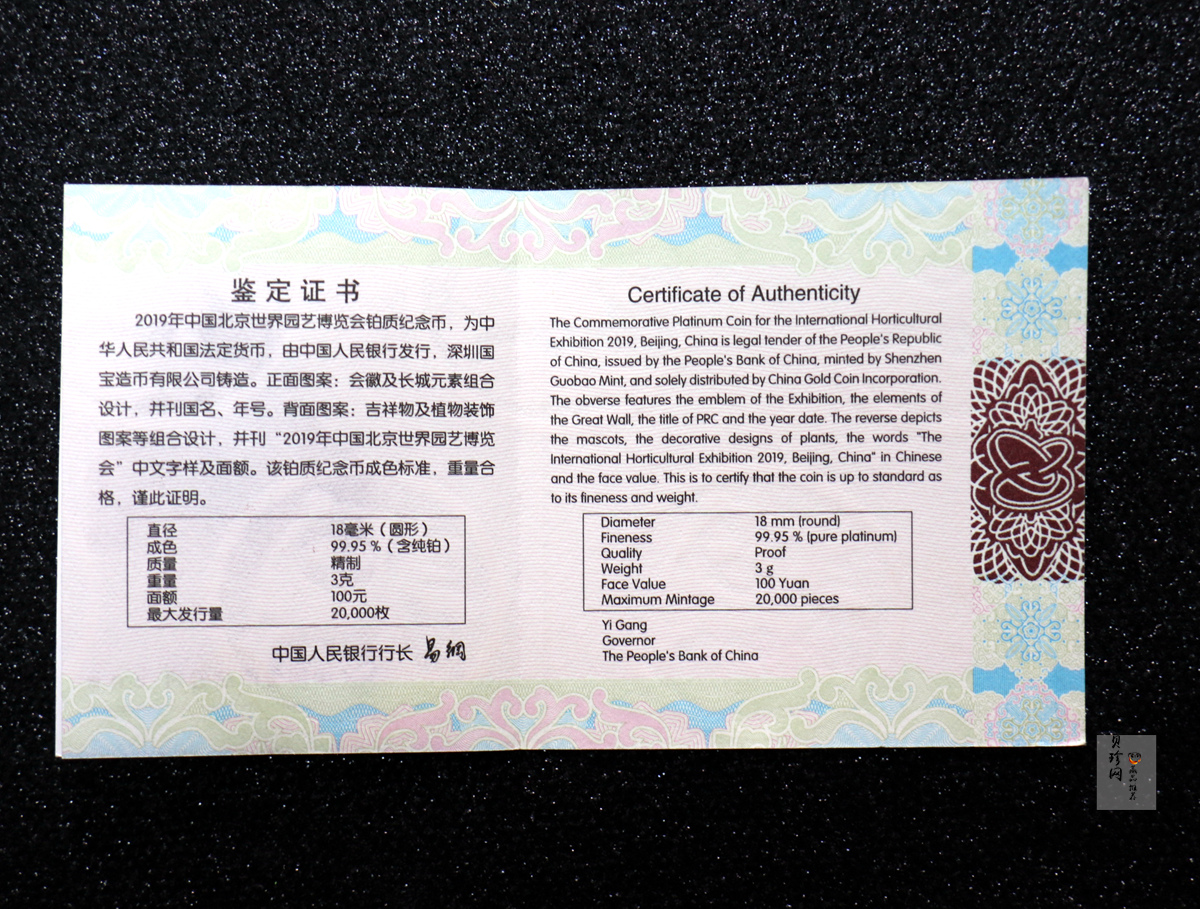 鉴定证书
2019年中国北京世界园艺博览会铂质纪念币，为中
华人民共和国法定货币，由中国人民银行发行，深圳国
宝造币有限公司铸造。正面图案：会徽及长城元素组合
设计，并刊国名、年号。背面图案：吉祥物及植物装饰
图案等组合设计，并刊“2019年中国北京世界园艺博览
会”中文字样及面额。该铂质纪念币成色标准，重量合
格，谨此证明。
直径 18毫米（圆形）
成色 99.95 %（含纯铂）
质量 精制
重量 3克
面额 100元
最大发行量 20,000枚
中国人民银行行长 易纲
Certificate of Authenticity
The Commemorative Platinum Coin for the International Horticultural
Exhibition 2019, Beijing, China is legal tender of the People's Republic
of China, issued by the People's Bank of China, minted by Shenzhen
Guobao Mint, and solely distributed by China Gold Coin Incorporation.
The obverse features the emblem of the Exhibition, the elements of
the Great Wall, the title of PRC and the year date. The reverse depicts
the mascots, the decorative designs of plants, the words "The
International Horticultural Exhibition 2019, Beijing, China" in Chinese
and the face value. This is to certify that the coin is up to standard as
to its fineness and weight.
Diameter 18 mm (round)
Fineness 99.95 % (pure platinum)
Quality Proof
Weight 3 g
Face Value 100 Yuan
Maximum Mintage 20,000 pieces
Yi Gang
Governor
The People's Bank of China
珍网